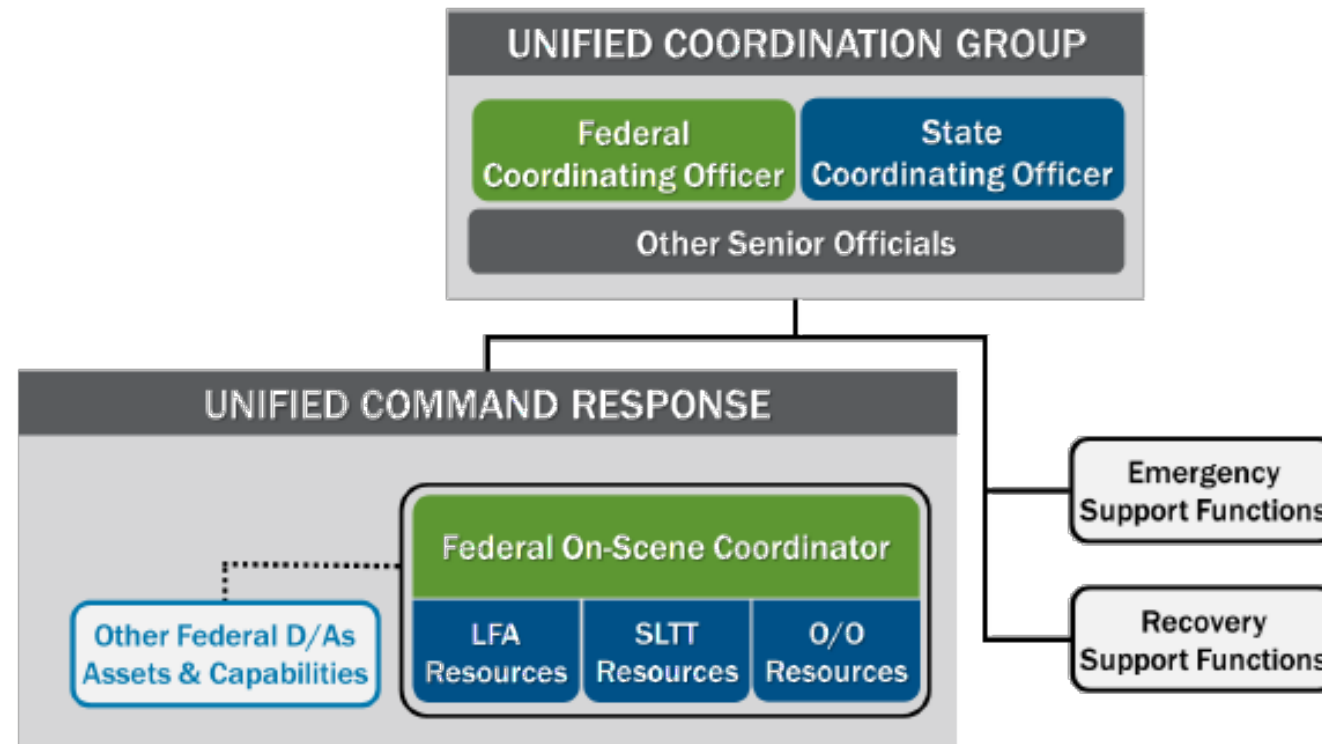 UNIFIED COORDINATION GROUP
Federal
Coordinating Officer
State
Coordinating Officer
Other Senior Officials
UNIFIED COMMAND RESPONSE
Federal On-Scene Coordinator
LFA
Resources
SLTT
Resources
O/O
Resources
Other Federal D/As
Assets & Capabilities
Emergency
Support Functions
Recovery
Support Functions